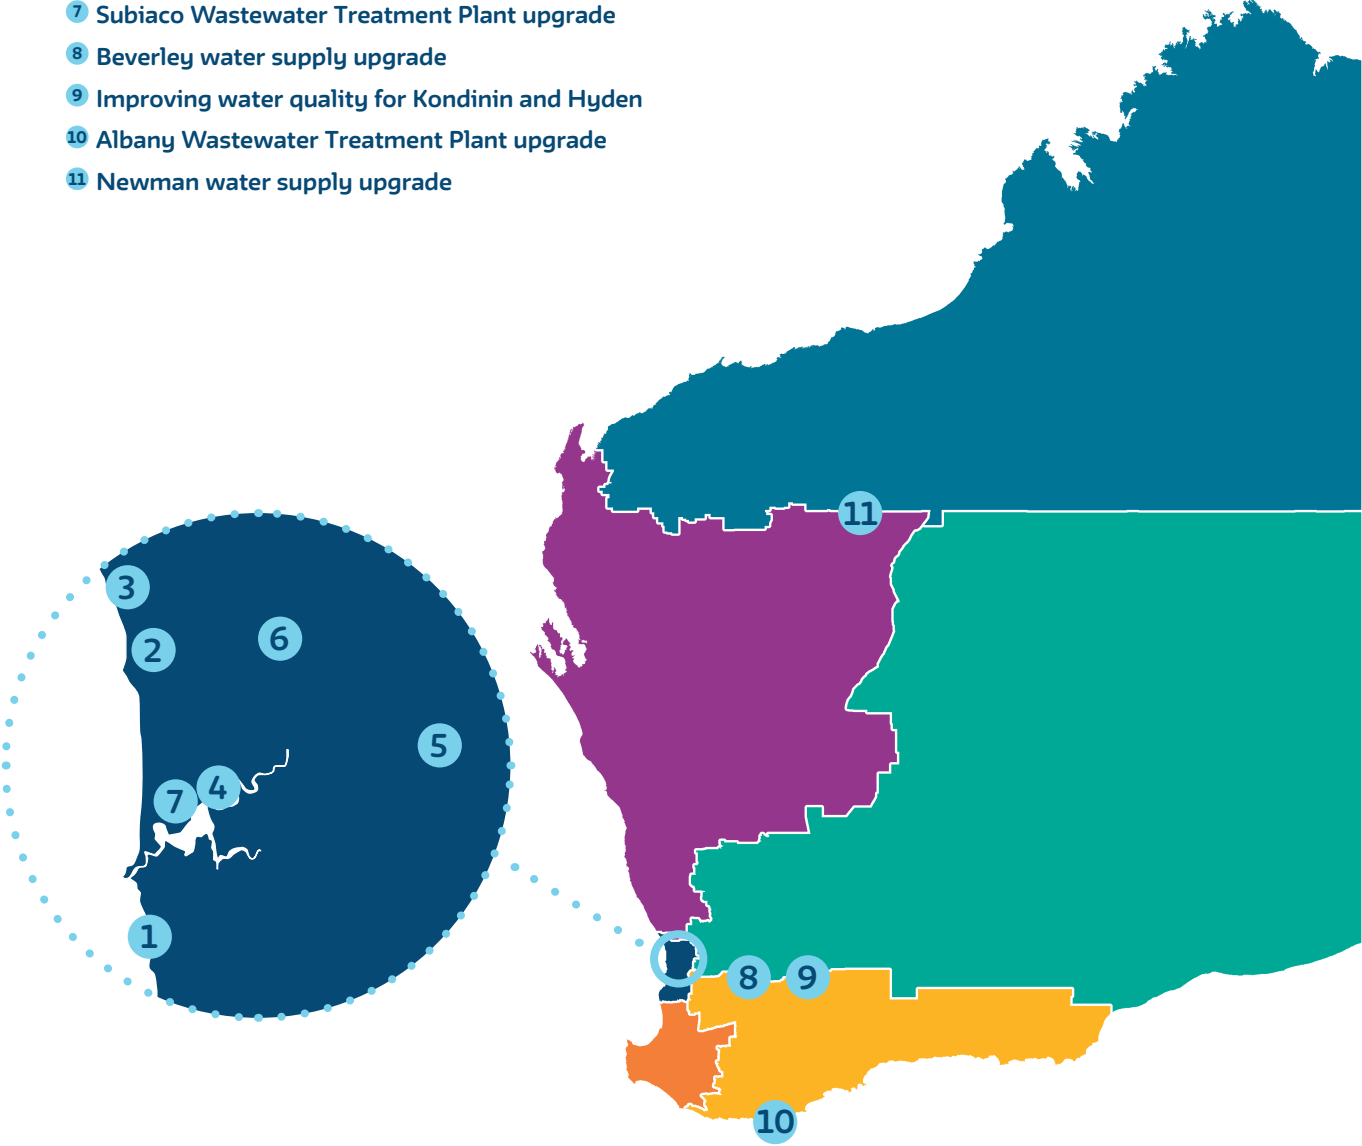 7 Subiaco Wastewater Treatment Plant upgrade
8 Beverley water supply upgrade
9 Improving water quality for Kondinin and Hyden
10 Albany Wastewater Treatment Plant upgrade
11 Newman water supply upgrade
11
3
2
6
5
4
7
1
8
9
10